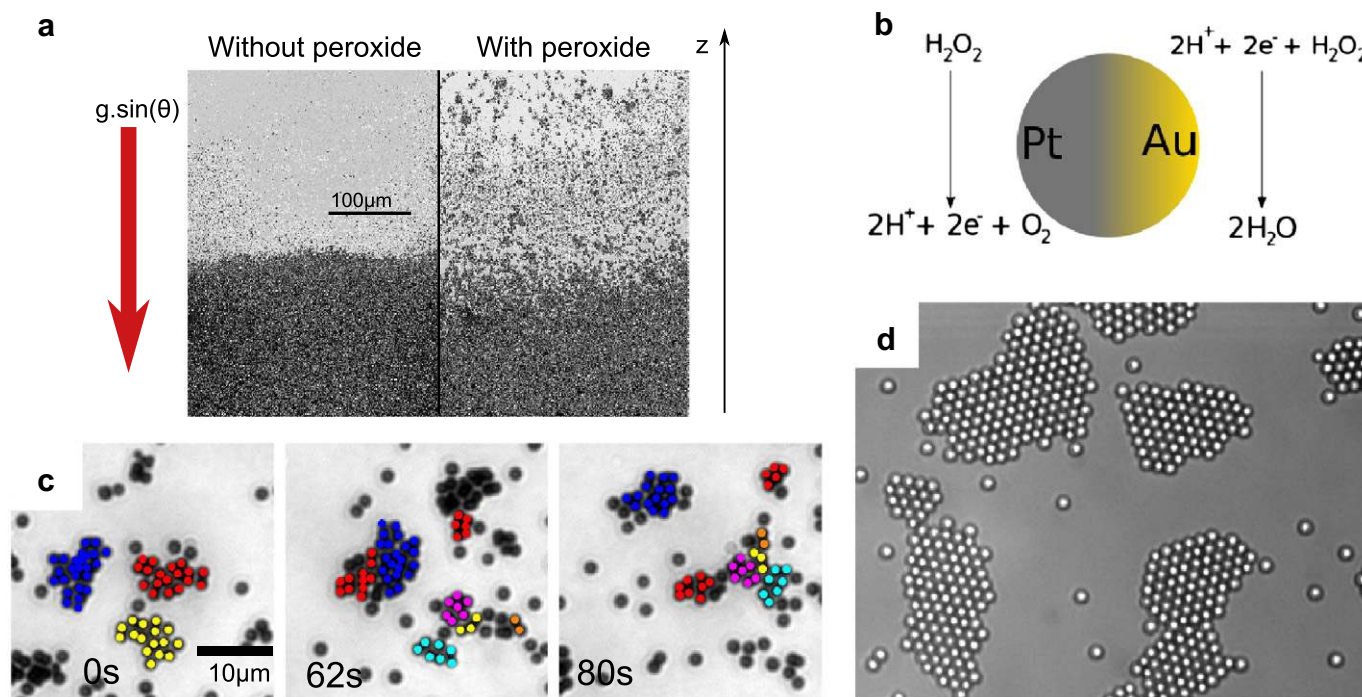 a
Without peroxide
With peroxide
z
g.sin(θ)
100μm
b
H₂O₂
2H⁺+ 2e⁻+ H₂O₂
Pt
Au
2H⁺+ 2e⁻+ O₂
2H₂O
c
0s
10μm
62s
80s
d